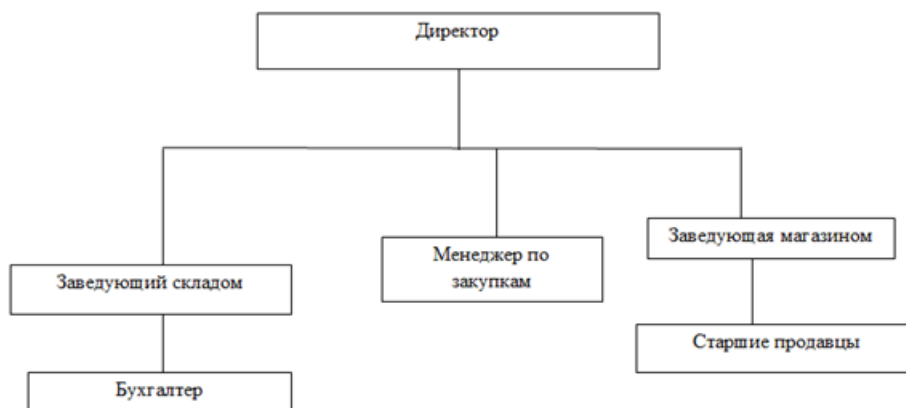 Директор
Заведующая магазином
Менеджер по
закупкам
Заведующий складом
Старшие продавцы
Бухгалтер